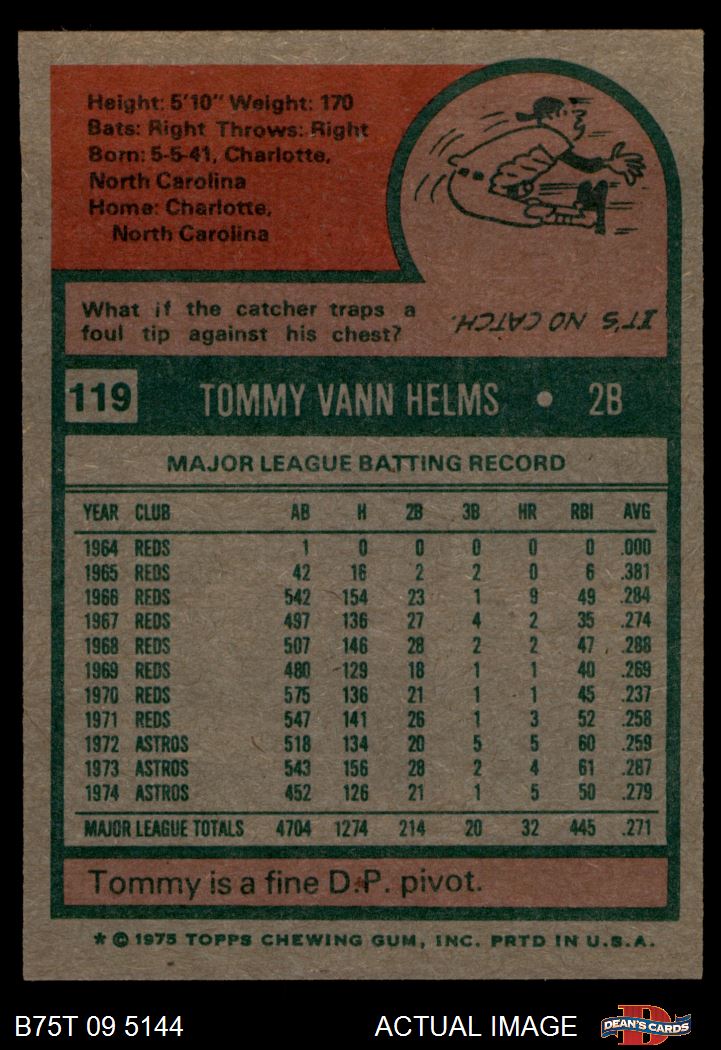 Height: 5'10" Weight: 170
Bats: Right Throws: Right
Born: 5-5-41, Charlotte,
North Carolina
Home: Charlotte,
North Carolina
What if the catcher traps a
foul tip against his chest?
IT'S NO CATCH.
119 TOMMY VANN HELMS • 2B
MAJOR LEAGUE BATTING RECORD
YEAR CLUB AB H 2B 3B HR RBI AVG
1964 REDS 1 0 0 0 0 0 .000
1965 REDS 42 16 2 2 0 6 .381
1966 REDS 542 154 23 1 9 49 .284
1967 REDS 497 136 27 4 2 35 .274
1968 REDS 507 146 28 2 2 47 .288
1969 REDS 480 129 18 1 1 40 .269
1970 REDS 575 136 21 1 1 45 .237
1971 REDS 547 141 26 1 3 52 .258
1972 ASTROS 518 134 20 5 5 60 .259
1973 ASTROS 543 156 28 2 4 61 .287
1974 ASTROS 452 126 21 1 5 50 .279
MAJOR LEAGUE TOTALS 4704 1274 214 20 32 445 .271
Tommy is a fine D.P. pivot.
* © 1975 TOPPS CHEWING GUM, INC. PRTD IN U.S.A.
B75T 09 5144 ACTUAL IMAGE DEAN'S CARDS